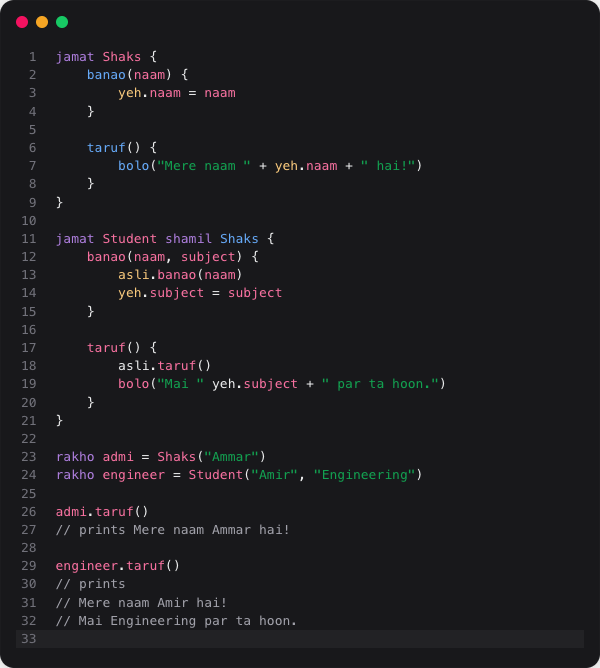 1 jamat Shaks {
2     banao(naam) {
3         yeh.naam = naam
4     }
5
6     taruf() {
7         bolo("Mere naam " + yeh.naam + " hai!")
8     }
9 }
10
11 jamat Student shamil Shaks {
12     banao(naam, subject) {
13         asli.banao(naam)
14         yeh.subject = subject
15     }
16
17     taruf() {
18         asli.taruf()
19         bolo("Mai " yeh.subject + " par ta hoon.")
20     }
21 }
22
23 rakho admi = Shaks("Ammar")
24 rakho engineer = Student("Amir", "Engineering")
25
26 admi.taruf()
27 // prints Mere naam Ammar hai!
28
29 engineer.taruf()
30 // prints
31 // Mere naam Amir hai!
32 // Mai Engineering par ta hoon.
33